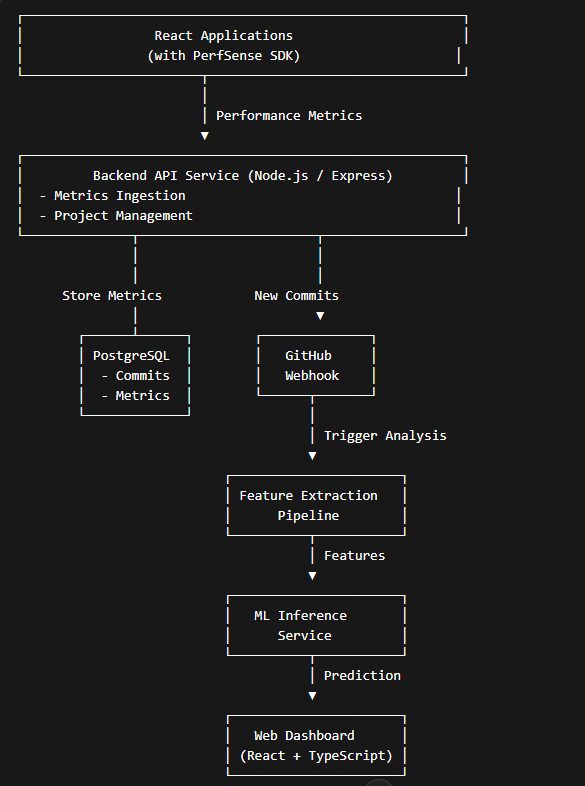 React Applications
(with PerfSense SDK)
Performance Metrics
Backend API Service (Node.js / Express)
- Metrics Ingestion
- Project Management
Store Metrics
New Commits
PostgreSQL
- Commits
- Metrics
GitHub
Webhook
Trigger Analysis
Feature Extraction
Pipeline
Features
ML Inference
Service
Prediction
Web Dashboard
(React + TypeScript)